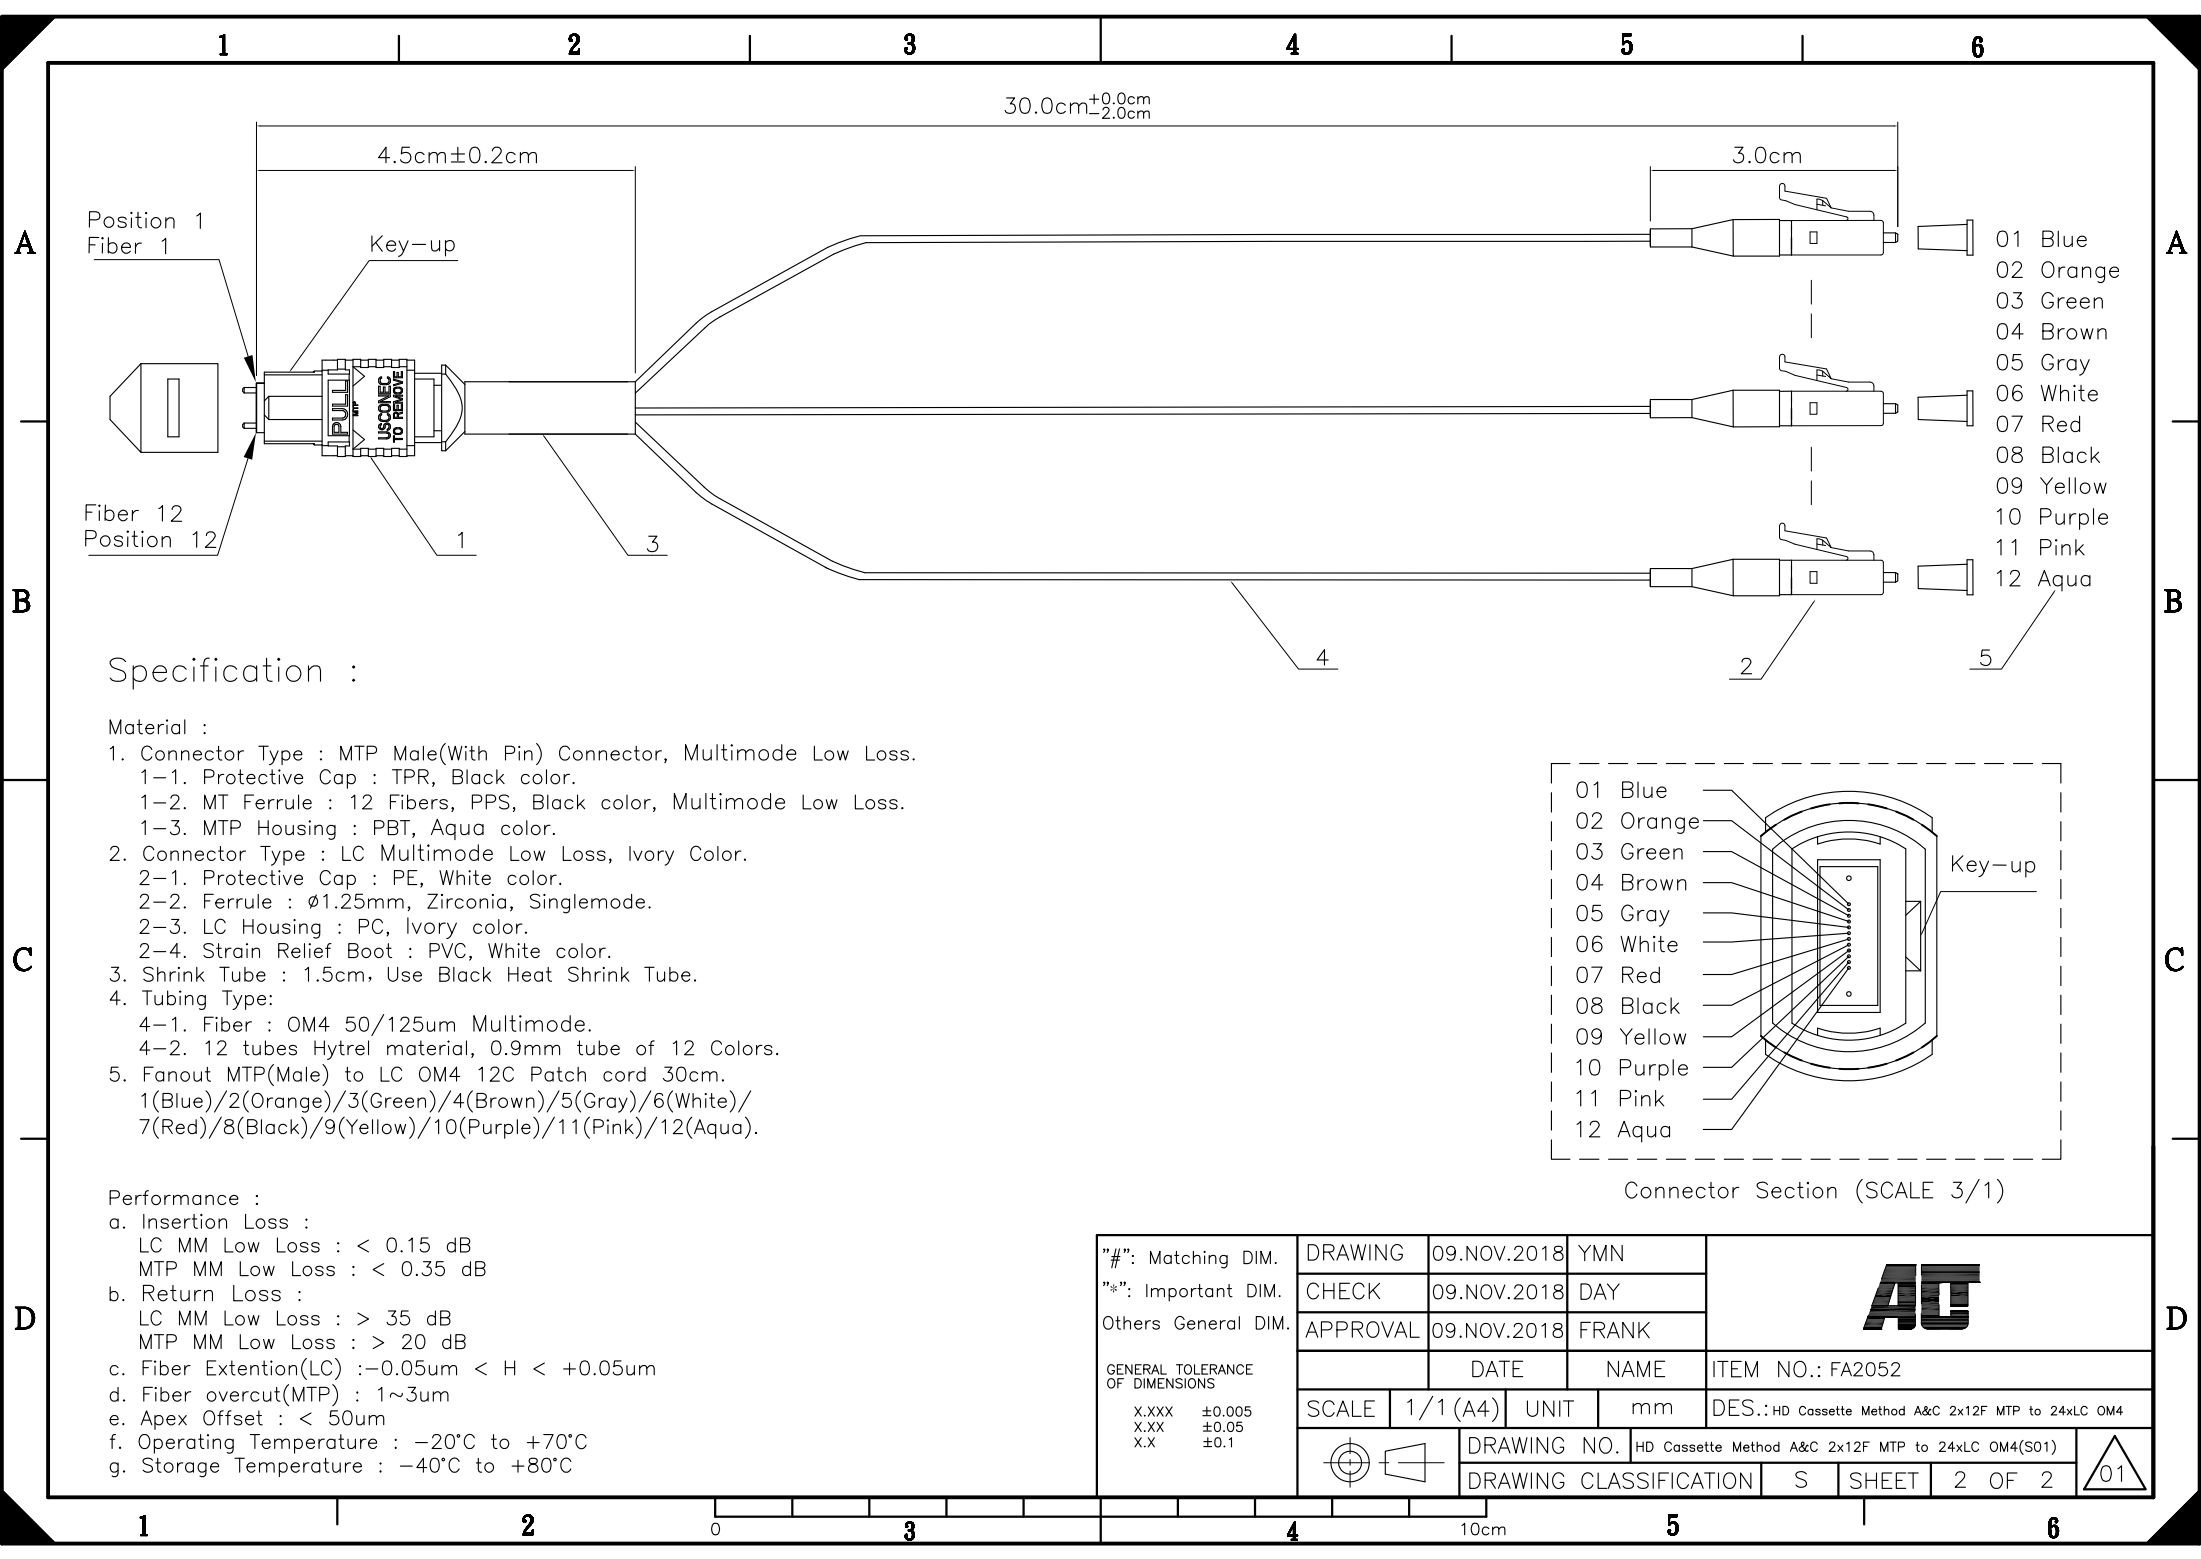 1 2 3 4 5 6
A
B
C
D
A
B
C
D
30.0cm+0.0cm
−2.0cm
4.5cm±0.2cm
3.0cm
Position 1
Fiber 1
Key−up
PULL
MTP
USCONEC
TO REMOVE
Fiber 12
Position 12
1
3
4
2
5
01 Blue
02 Orange
03 Green
04 Brown
05 Gray
06 White
07 Red
08 Black
09 Yellow
10 Purple
11 Pink
12 Aqua
Specification :
Material :
1. Connector Type : MTP Male(With Pin) Connector, Multimode Low Loss.
1−1. Protective Cap : TPR, Black color.
1−2. MT Ferrule : 12 Fibers, PPS, Black color, Multimode Low Loss.
1−3. MTP Housing : PBT, Aqua color.
2. Connector Type : LC Multimode Low Loss, Ivory Color.
2−1. Protective Cap : PE, White color.
2−2. Ferrule : ø1.25mm, Zirconia, Singlemode.
2−3. LC Housing : PC, Ivory color.
2−4. Strain Relief Boot : PVC, White color.
3. Shrink Tube : 1.5cm, Use Black Heat Shrink Tube.
4. Tubing Type:
4−1. Fiber : OM4 50/125um Multimode.
4−2. 12 tubes Hytrel material, 0.9mm tube of 12 Colors.
5. Fanout MTP(Male) to LC OM4 12C Patch cord 30cm.
1(Blue)/2(Orange)/3(Green)/4(Brown)/5(Gray)/6(White)/
7(Red)/8(Black)/9(Yellow)/10(Purple)/11(Pink)/12(Aqua).
Performance :
a. Insertion Loss :
LC MM Low Loss : < 0.15 dB
MTP MM Low Loss : < 0.35 dB
b. Return Loss :
LC MM Low Loss : > 35 dB
MTP MM Low Loss : > 20 dB
c. Fiber Extention(LC) :−0.05um < H < +0.05um
d. Fiber overcut(MTP) : 1~3um
e. Apex Offset : < 50um
f. Operating Temperature : −20°C to +70°C
g. Storage Temperature : −40°C to +80°C
01 Blue
02 Orange
03 Green
04 Brown
05 Gray
06 White
07 Red
08 Black
09 Yellow
10 Purple
11 Pink
12 Aqua
Key−up
Connector Section (SCALE 3/1)
"#": Matching DIM.
"*": Important DIM.
Others General DIM.
GENERAL TOLERANCE
OF DIMENSIONS
X.XXX ±0.005
X.XX ±0.05
X.X ±0.1
DRAWING 09.NOV.2018 YMN
CHECK 09.NOV.2018 DAY
APPROVAL 09.NOV.2018 FRANK
DATE NAME
SCALE 1/1(A4) UNIT mm
ACT
ITEM NO.: FA2052
DES.: HD Cassette Method A&C 2x12F MTP to 24xLC OM4
DRAWING NO. HD Cassette Method A&C 2x12F MTP to 24xLC OM4(S01)
DRAWING CLASSIFICATION S SHEET 2 OF 2
01
0 10cm
1 2 3 4 5 6